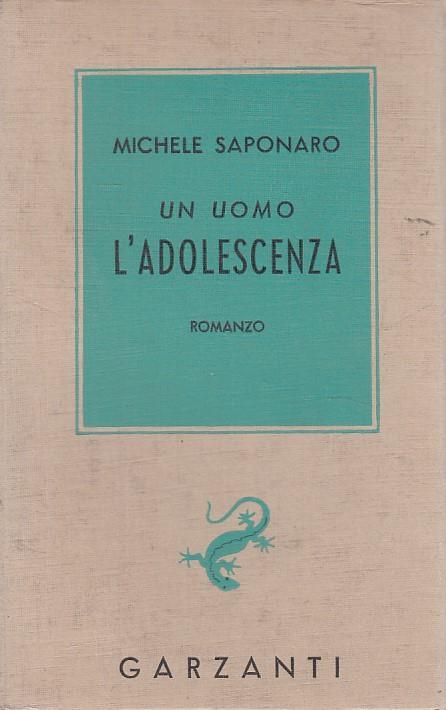 MICHELE SAPONARO
UN UOMO
L'ADOLESCENZA
ROMANZO
GARZANTI